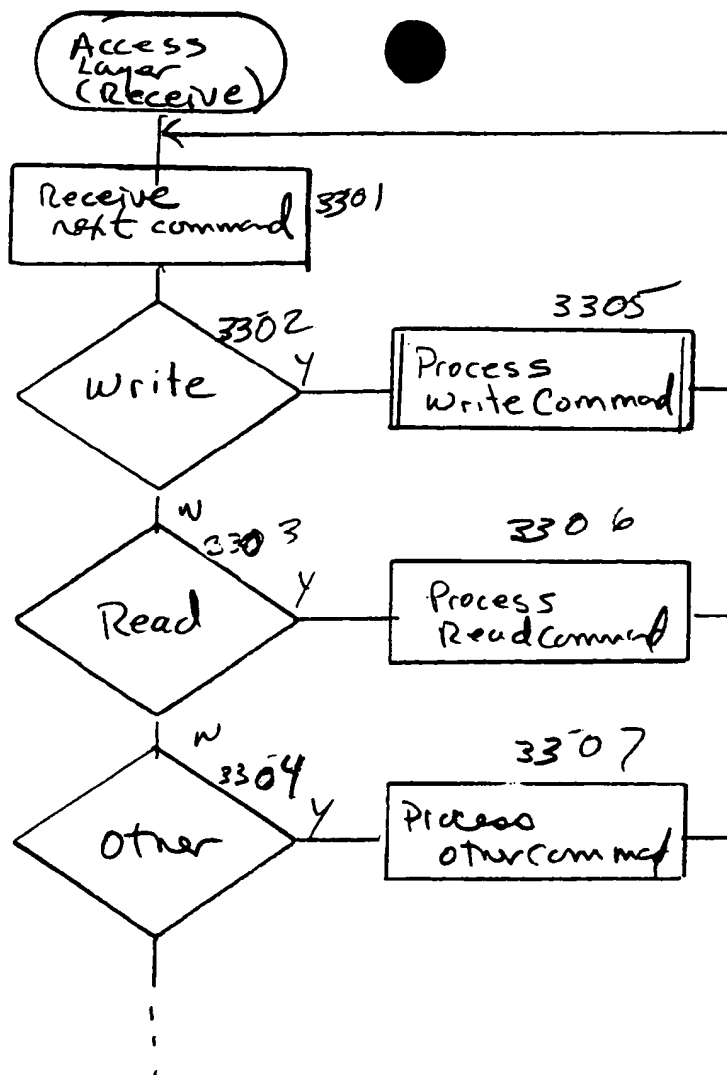 Access
Layer
(Receive)
Receive
next command
3301
3302
Write
Y
3305
Process
Write Command
N
3303
Read
Y
3306
Process
Read Command
N
3304
Other
Y
3307
Process
other command